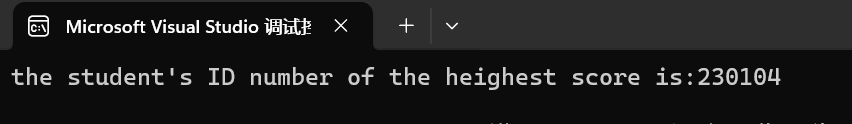 Microsoft Visual Studio 调试
the student's ID number of the heighest score is:230104